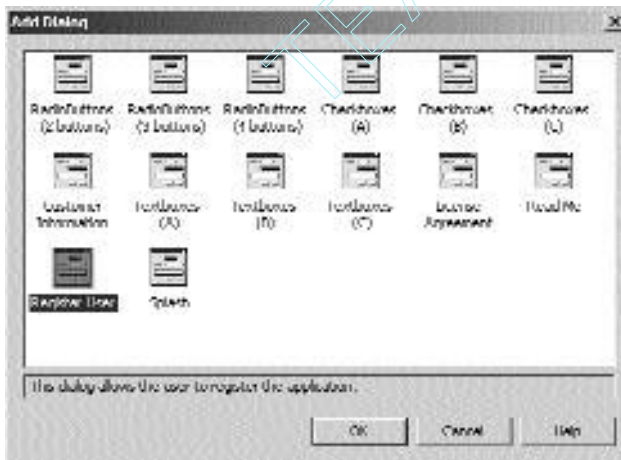 Add Dialog
RadioButtons RadioButtons RadioButtons Checkboxes Checkboxes Checkboxes
(2 buttons) (3 buttons) (4 buttons) (A) (B) (C)
Customer Textboxes Textboxes Textboxes License Read Me
Information (A) (B) (C) Agreement
Register User Splash
This dialog allows the user to register the application.
OK Cancel Help